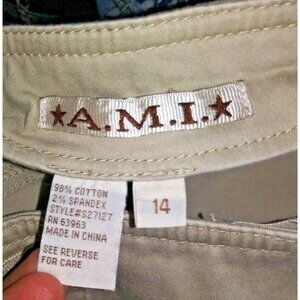 ★A.M.I.★
98% COTTON
2% SPANDEX
STYLE#S27127
RN 63963
MADE IN CHINA
SEE REVERSE
FOR CARE
14